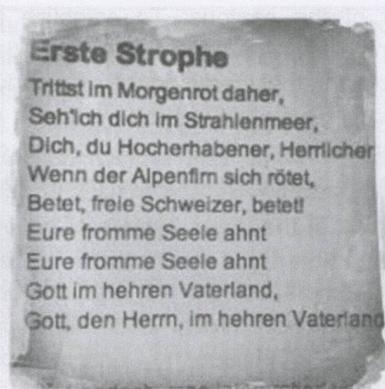 Erste Strophe
Trittst im Morgenrot daher,
Seh'ich dich im Strahlenmeer,
Dich, du Hocherhabener, Herrlicher
Wenn der Alpenfirn sich rötet,
Betet, freie Schweizer, betet!
Eure fromme Seele ahnt
Eure fromme Seele ahnt
Gott im hehren Vaterland,
Gott, den Herrn, im hehren Vaterland